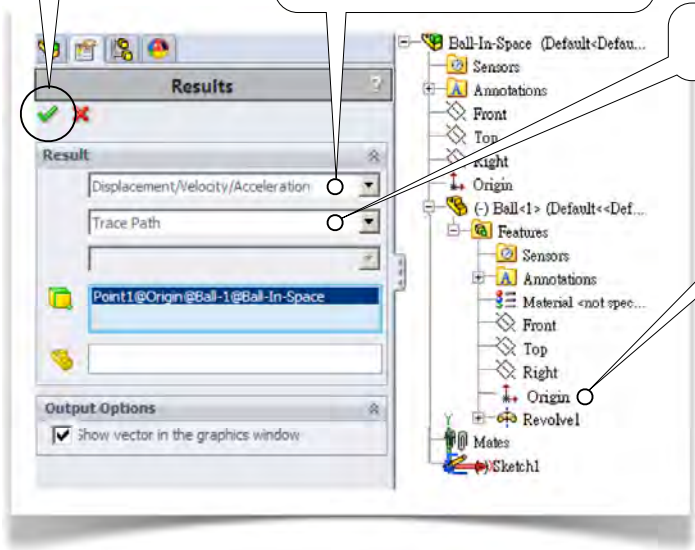 Results
?
Result
Displacement/Velocity/Acceleration
Trace Path
Point1@Origin@Ball-1@Ball-In-Space
Output Options
Show vector in the graphics window
Ball-In-Space (Default<Defau...
Sensors
A Annotations
Front
Top
Right
Origin
(-) Ball<1> (Default<<Def...
Features
Sensors
A Annotations
Material <not spec...
Front
Top
Right
Origin
Revolve1
Mates
(-)Sketch1